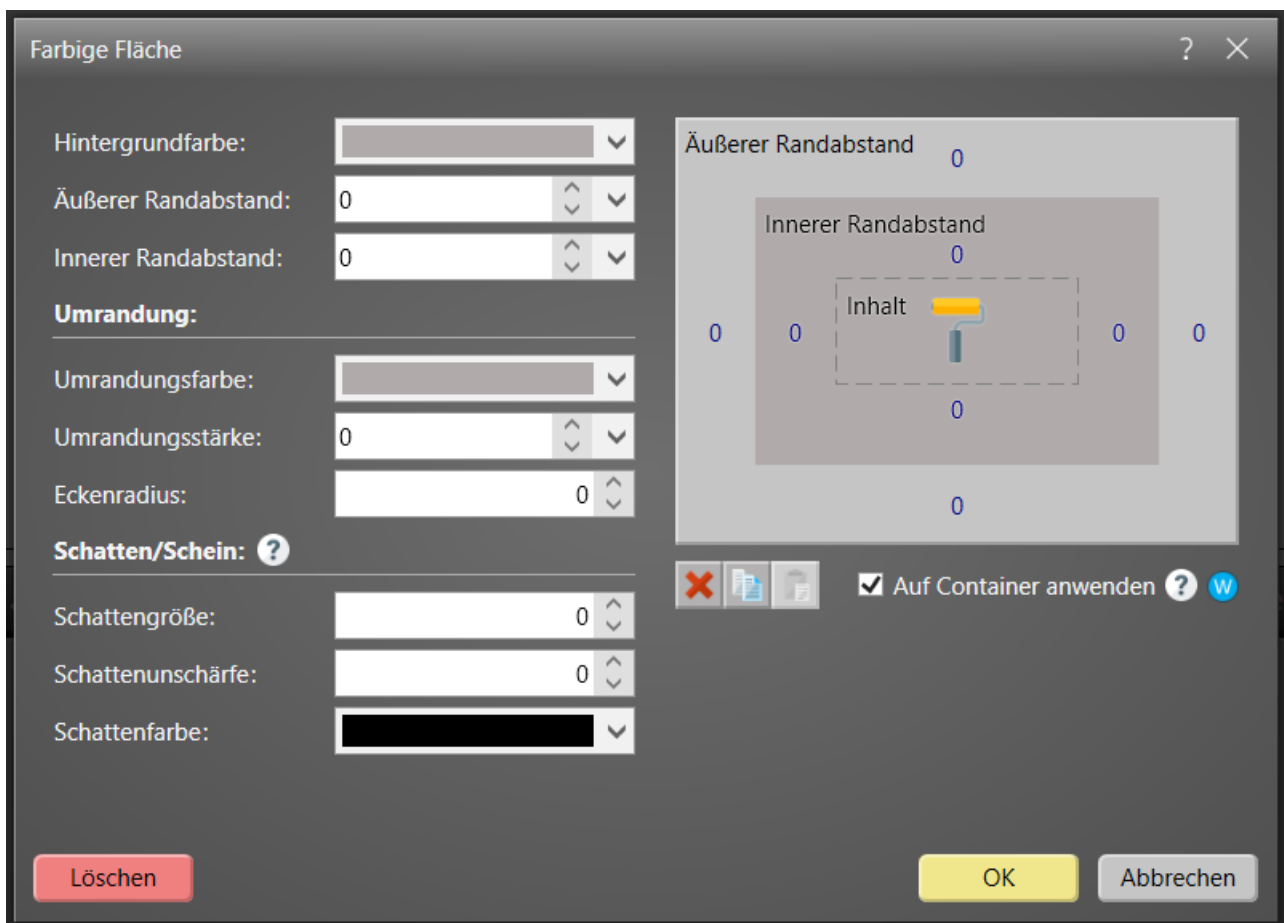 Farbige Fläche
?
Hintergrundfarbe:
Äußerer Randabstand: 0
Innerer Randabstand: 0
Umrandung:
Umrandungsfarbe:
Umrandungsstärke: 0
Eckenradius: 0
Schatten/Schein: ?
Schattengröße: 0
Schattenunschärfe: 0
Schattenfarbe:
Äußerer Randabstand
0
Innerer Randabstand
0
Inhalt
0 0 0 0
0
0
Auf Container anwenden ? W
Löschen
OK
Abbrechen